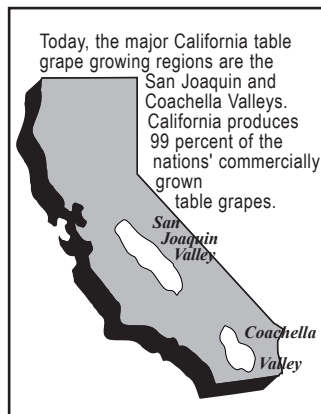 Today, the major California table
grape growing regions are the
San Joaquin and
Coachella Valleys.
California produces
99 percent of the
nations' commercially
grown
table grapes.
San
Joaquin
Valley
Coachella
Valley